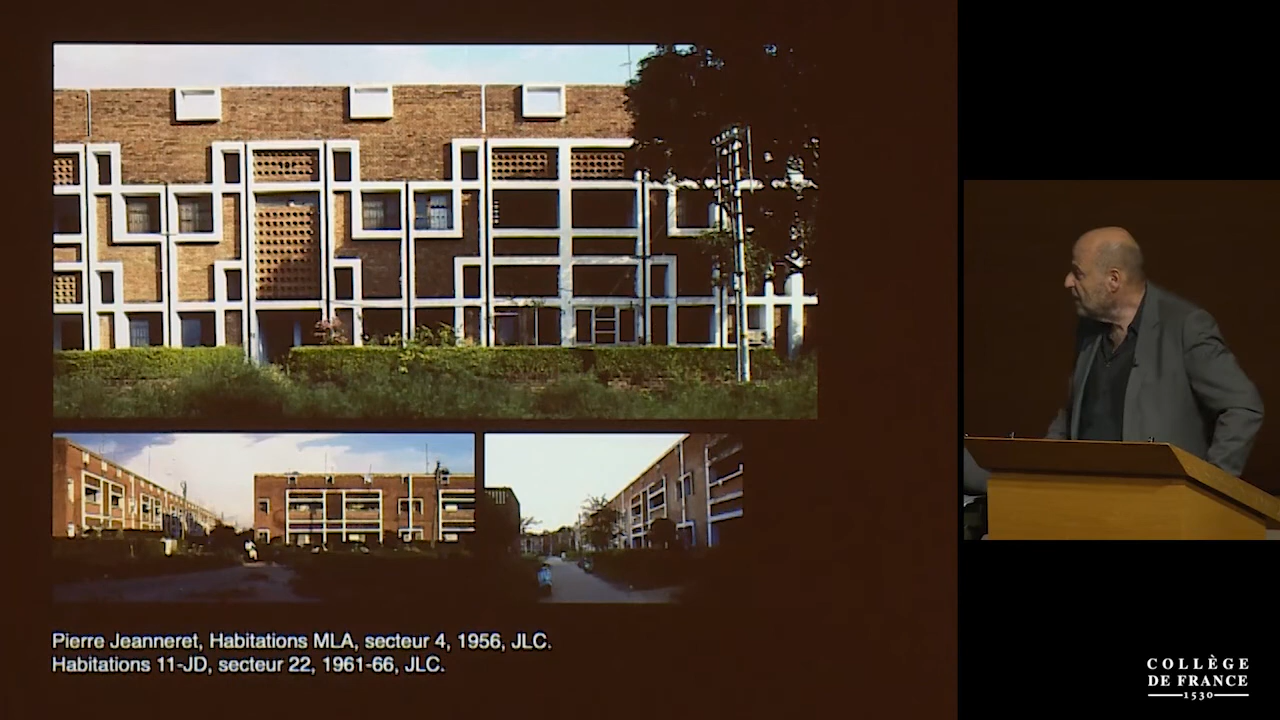 Pierre Jeanneret, Habitations MLA, secteur 4, 1956, JLC.
Habitations 11-JD, secteur 22, 1961-66, JLC.
COLLÈGE
DE FRANCE
1530